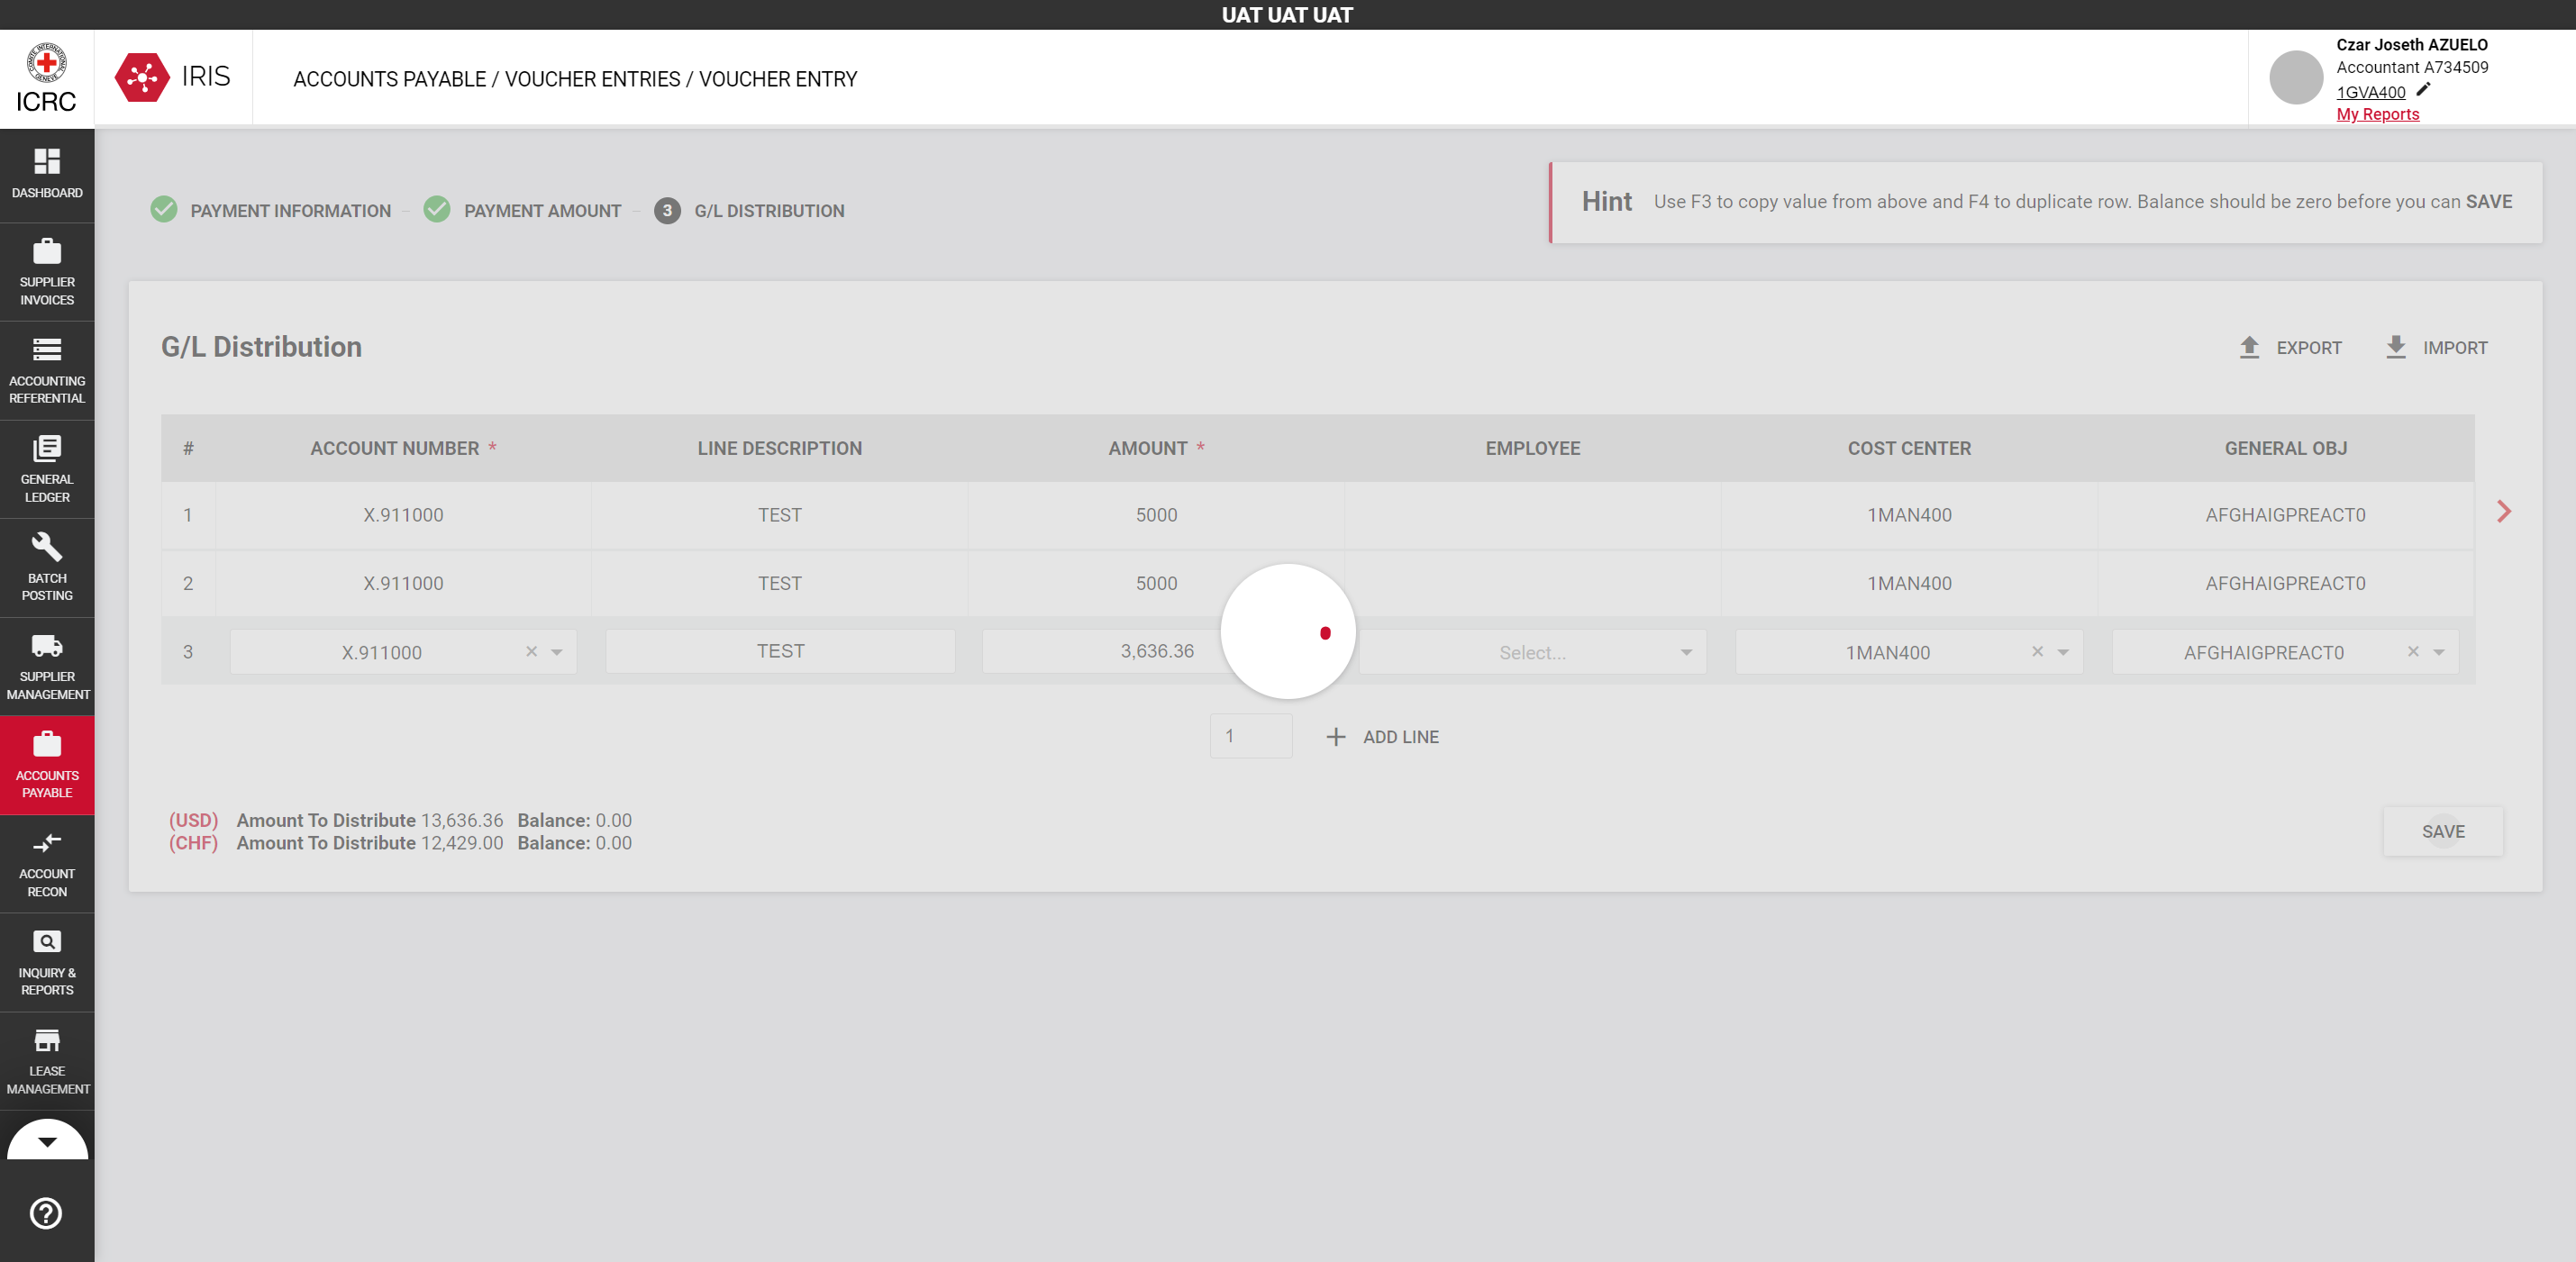 UAT UAT UAT
ICRC
IRIS
ACCOUNTS PAYABLE / VOUCHER ENTRIES / VOUCHER ENTRY
Czar Joseth AZUELO
Accountant A734509
1GVA400
My Reports
DASHBOARD
SUPPLIER
INVOICES
ACCOUNTING
REFERENTIAL
GENERAL
LEDGER
BATCH
POSTING
SUPPLIER
MANAGEMENT
ACCOUNTS
PAYABLE
ACCOUNT
RECON
INQUIRY &
REPORTS
LEASE
MANAGEMENT
PAYMENT INFORMATION
PAYMENT AMOUNT
3 G/L DISTRIBUTION
Hint Use F3 to copy value from above and F4 to duplicate row. Balance should be zero before you can SAVE
G/L Distribution
EXPORT IMPORT
# ACCOUNT NUMBER * LINE DESCRIPTION AMOUNT * EMPLOYEE COST CENTER GENERAL OBJ
1 X.911000 TEST 5000 1MAN400 AFGHAIGPREACT0
2 X.911000 TEST 5000 1MAN400 AFGHAIGPREACT0
3 X.911000 TEST 3,636.36 Select... 1MAN400 AFGHAIGPREACT0
1 ADD LINE
(USD) Amount To Distribute 13,636.36 Balance: 0.00
(CHF) Amount To Distribute 12,429.00 Balance: 0.00
SAVE